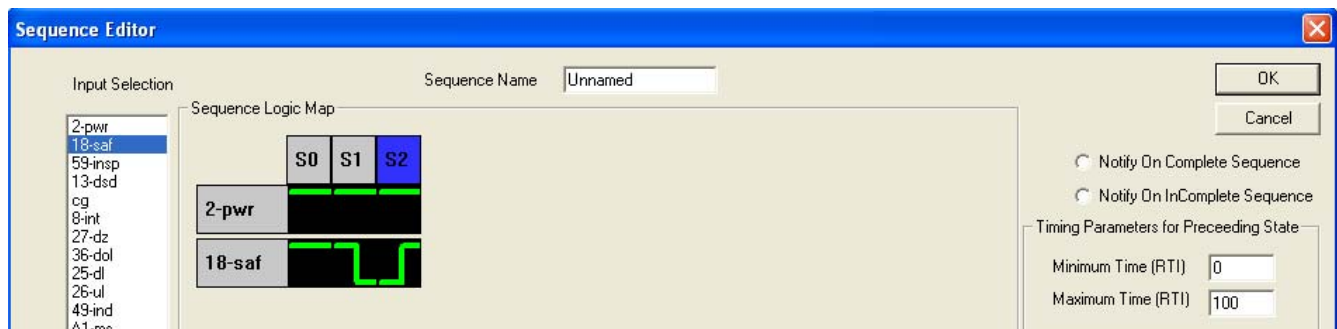 Sequence Editor
Input Selection
Sequence Name Unnamed
OK
Cancel
2-pwr
18-saf
59-insp
13-dsd
cg
8-int
27-dz
36-dol
25-dl
26-ul
49-ind
Sequence Logic Map
S0 S1 S2
2-pwr
18-saf
Notify On Complete Sequence
Notify On InComplete Sequence
Timing Parameters for Preceeding State
Minimum Time (RTI) 0
Maximum Time (RTI) 100